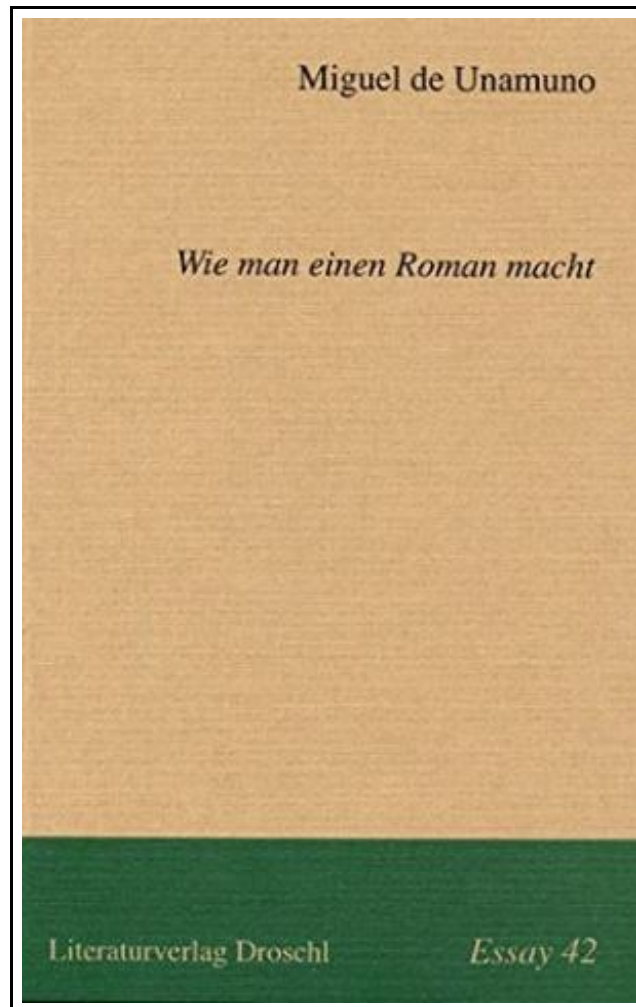 Miguel de Unamuno
Wie man einen Roman macht
Literaturverlag Droschl Essay 42